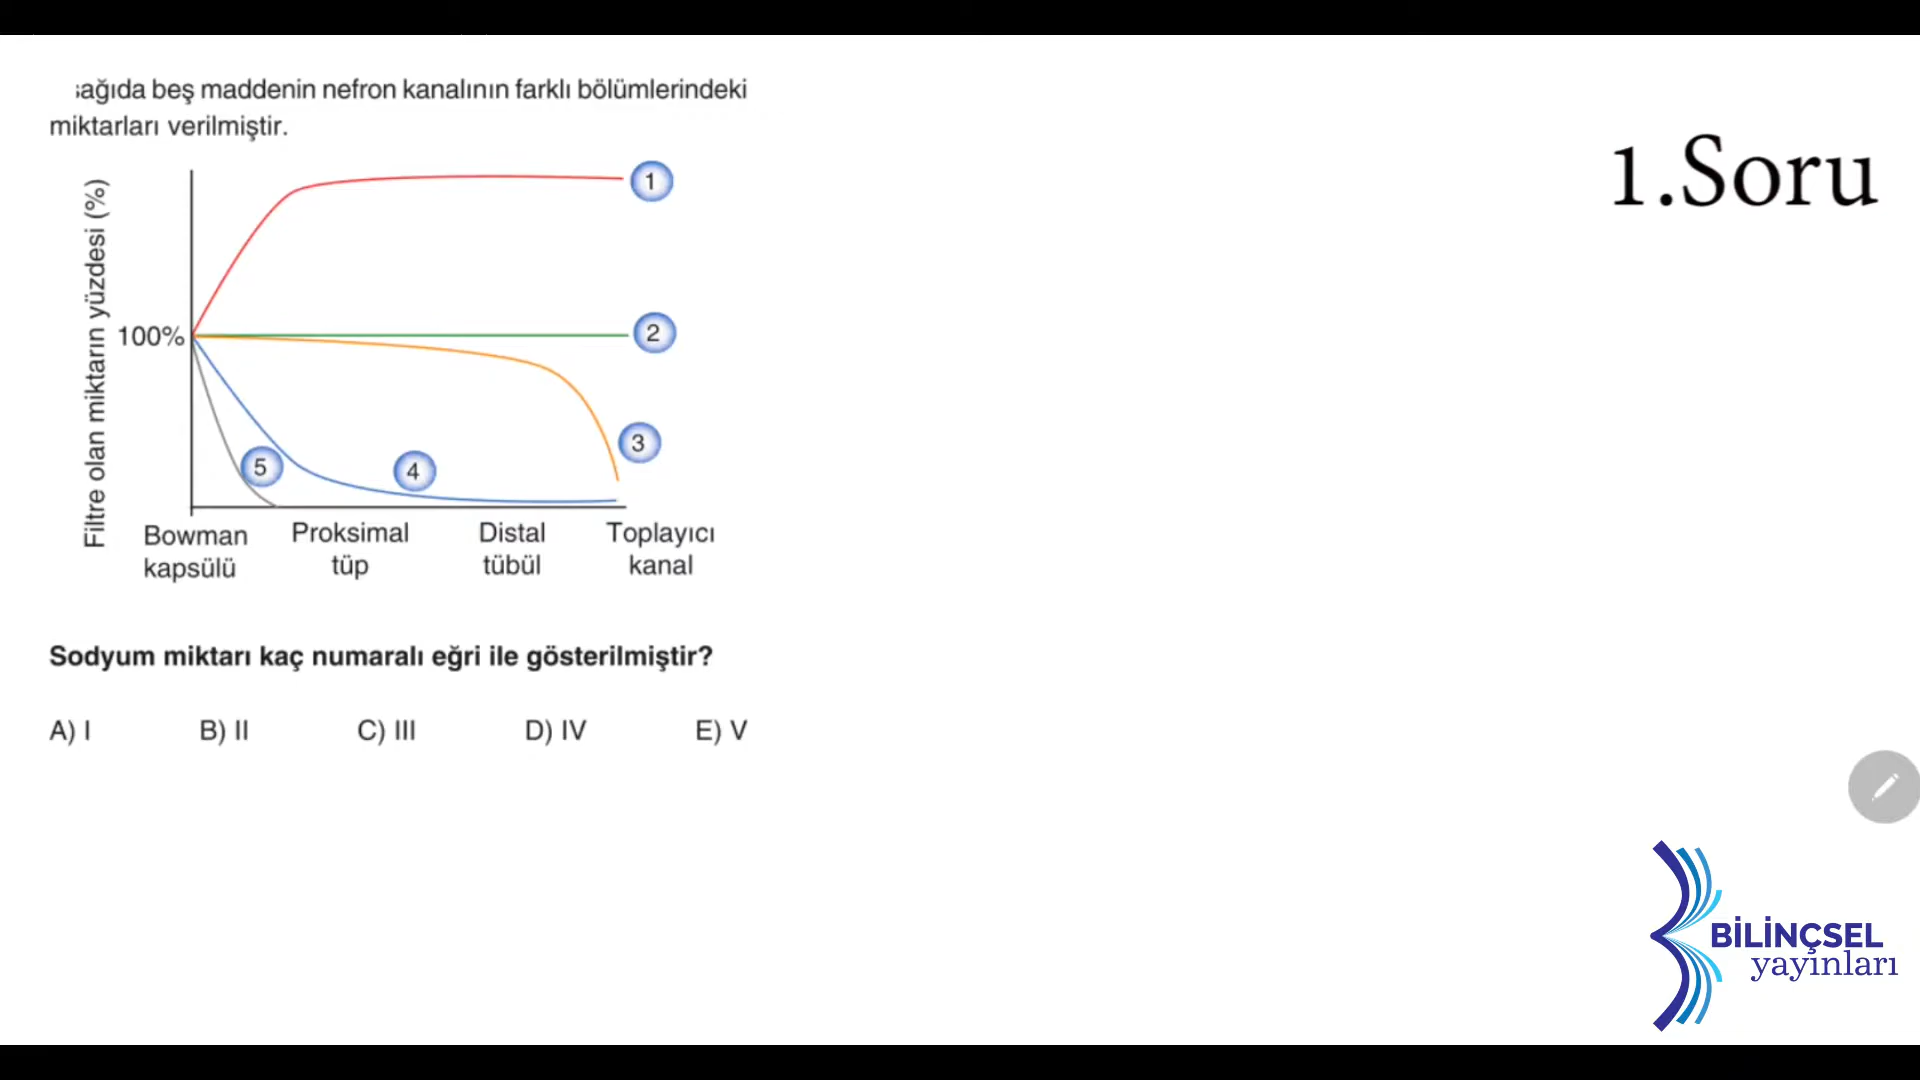 ağıda beş maddenin nefron kanalının farklı bölümlerindeki
miktarları verilmiştir.
1.Soru
Filtre olan miktarın yüzdesi (%)
100%
1
2
3
4
5
Bowman kapsülü
Proksimal tüp
Distal tübül
Toplayıcı kanal
Sodyum miktarı kaç numaralı eğri ile gösterilmiştir?
A) I B) II C) III D) IV E) V
BİLİNÇSEL
yayınları